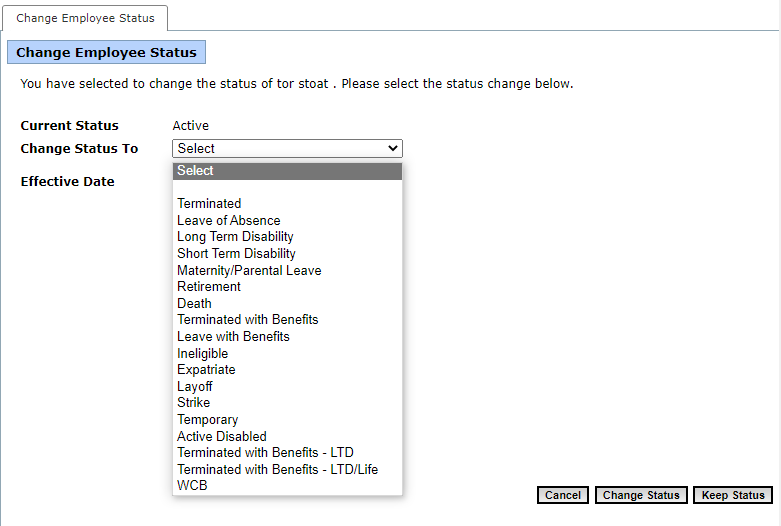 Change Employee Status
Change Employee Status
You have selected to change the status of tor stoat . Please select the status change below.
Current Status Active
Change Status To Select
Select
Effective Date
Terminated
Leave of Absence
Long Term Disability
Short Term Disability
Maternity/Parental Leave
Retirement
Death
Terminated with Benefits
Leave with Benefits
Ineligible
Expatriate
Layoff
Strike
Temporary
Active Disabled
Terminated with Benefits - LTD
Terminated with Benefits - LTD/Life
WCB
Cancel Change Status Keep Status